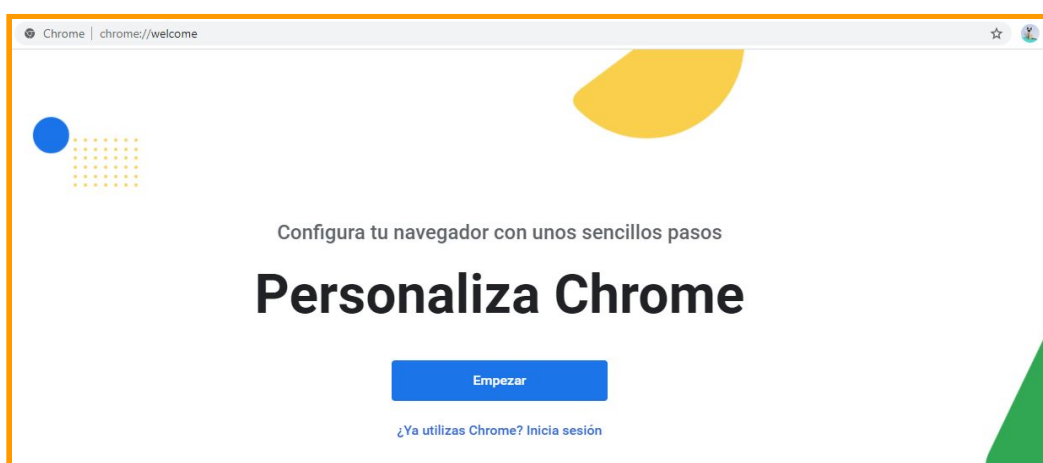 Chrome | chrome://welcome
Configura tu navegador con unos sencillos pasos
Personaliza Chrome
Empezar
¿Ya utilizas Chrome? Inicia sesión